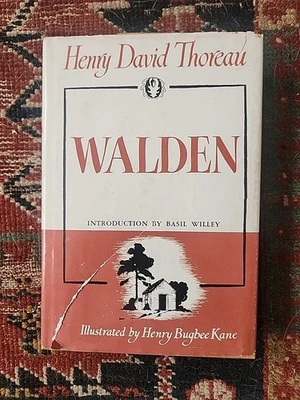 Henry David Thoreau
WALDEN
INTRODUCTION BY BASIL WILLEY
Illustrated by Henry Bugbee Kane